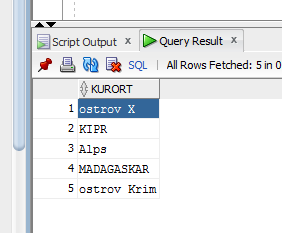 Script Output x Query Result x
SQL | All Rows Fetched: 5 in 0
KURORT
1 ostrov X
2 KIPR
3 Alps
4 MADAGASKAR
5 ostrov Krim